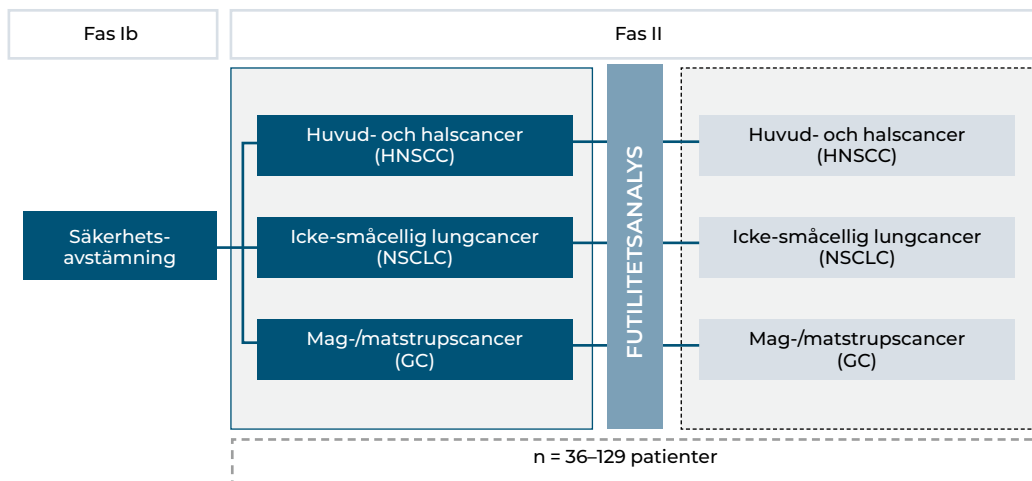 Fas Ib
Fas II
Säkerhets-
avstämning
Huvud- och halscancer
(HNSCC)
Icke-småcellig lungcancer
(NSCLC)
Mag-/matstrupscancer
(GC)
FUTILITETSANALYS
Huvud- och halscancer
(HNSCC)
Icke-småcellig lungcancer
(NSCLC)
Mag-/matstrupscancer
(GC)
n = 36–129 patienter